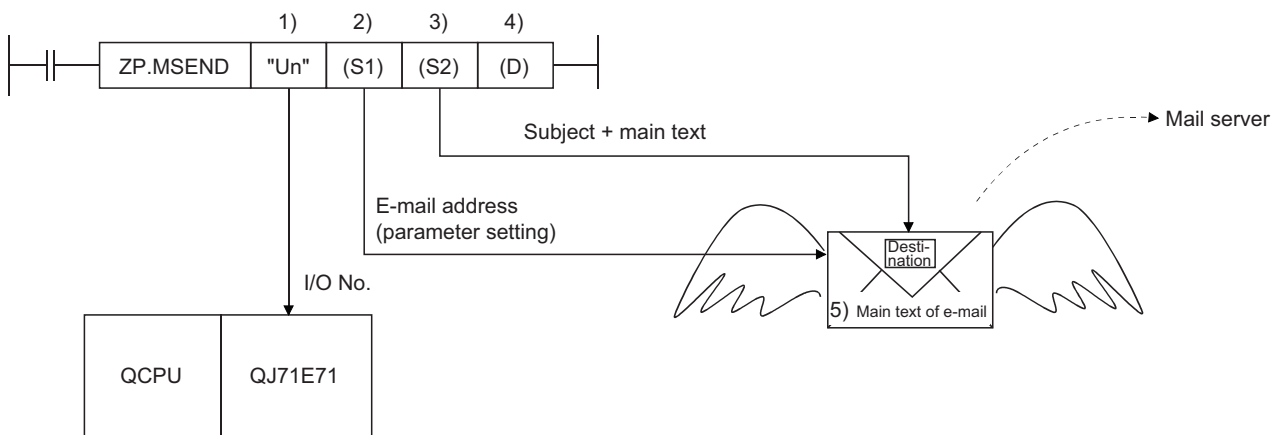 1) 2) 3) 4)
ZP.MSEND "Un" (S1) (S2) (D)
Subject + main text
Mail server
E-mail address
(parameter setting)
Desti-
nation
I/O No.
5) Main text of e-mail
QCPU QJ71E71